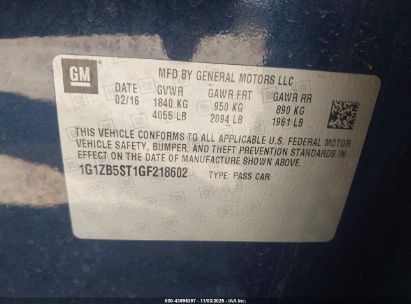 GM
MFD BY GENERAL MOTORS LLC
DATE GVWR GAWR FRT GAWR RR
02/16 1840 KG 950 KG 890 KG
4055 LB 2094 LB 1961 LB
THIS VEHICLE CONFORMS TO ALL APPLICABLE U.S. FEDERAL MOTOR
VEHICLE SAFETY, BUMPER, AND THEFT PREVENTION STANDARDS IN
EFFECT ON THE DATE OF MANUFACTURE SHOWN ABOVE.
1G1ZB5ST1GF218602 TYPE: PASS CAR